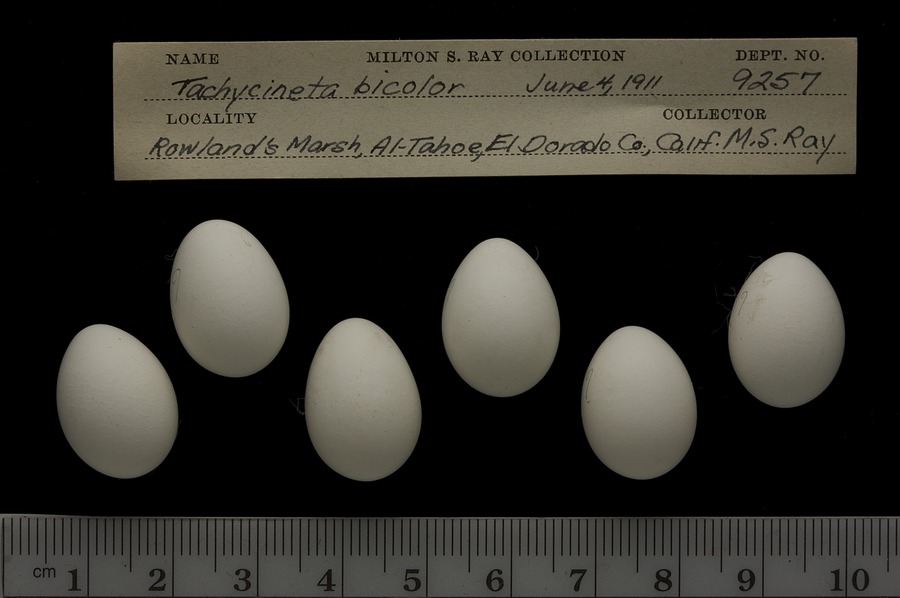 NAME MILTON S. RAY COLLECTION DEPT. NO.
Tachycineta bicolor June 4, 1911 9257
LOCALITY COLLECTOR
Rowland's Marsh, Al-Tahoe, El Dorado Co., Calif. M.S. Ray
cm 1 2 3 4 5 6 7 8 9 10